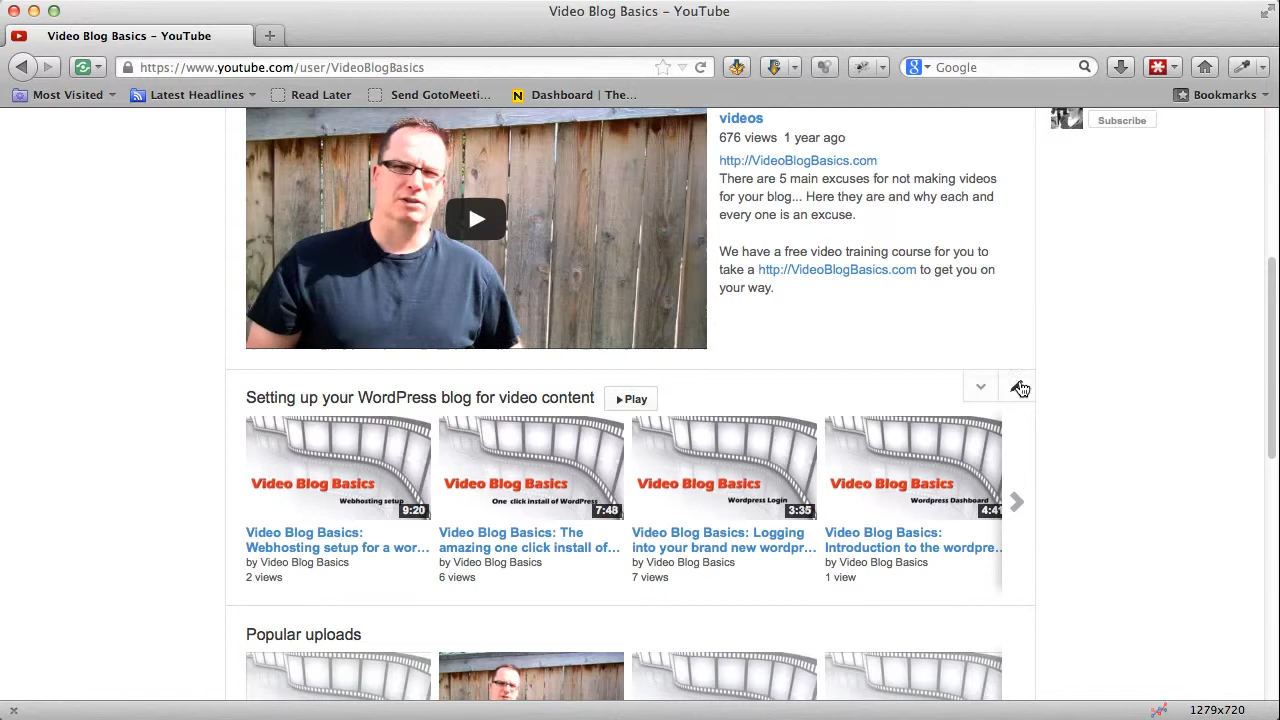 Video Blog Basics – YouTube
Video Blog Basics – YouTube
https://www.youtube.com/user/VideoBlogBasics
Google
Most Visited
Latest Headlines
Read Later
Send GotoMeeti...
Dashboard | The...
Bookmarks
videos
676 views 1 year ago
http://VideoBlogBasics.com
There are 5 main excuses for not making videos
for your blog... Here they are and why each and
every one is an excuse.
We have a free video training course for you to
take a http://VideoBlogBasics.com to get you on
your way.
Subscribe
Setting up your WordPress blog for video content
Play
Video Blog Basics
Webhosting setup
9:20
Video Blog Basics
One click install of WordPress
7:48
Video Blog Basics
Wordpress Login
3:35
Video Blog Basics
Wordpress Dashboard
4:41
Video Blog Basics:
Webhosting setup for a wor...
by Video Blog Basics
2 views
Video Blog Basics: The
amazing one click install of...
by Video Blog Basics
6 views
Video Blog Basics: Logging
into your brand new wordpr...
by Video Blog Basics
7 views
Video Blog Basics:
Introduction to the wordpre...
by Video Blog Basics
1 view
Popular uploads
1279x720